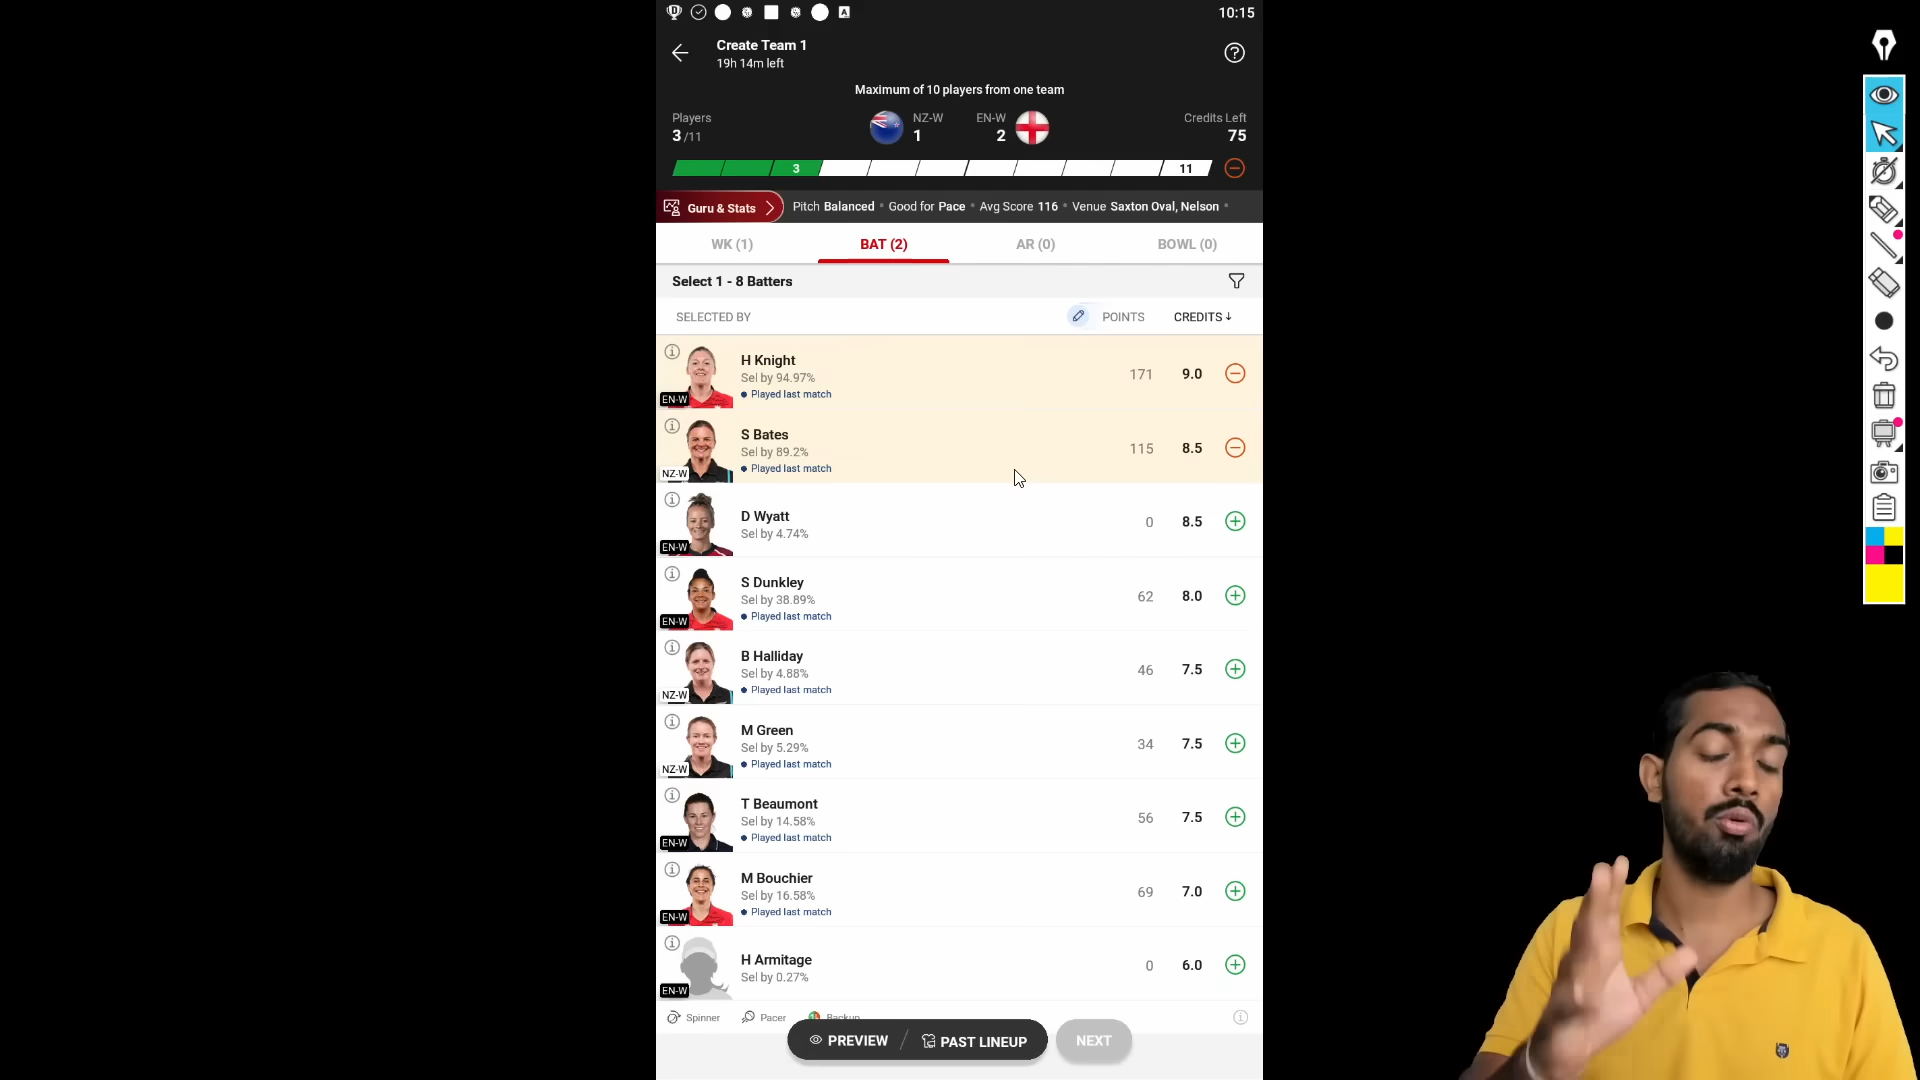 10:15
Create Team 1
19h 14m left
Maximum of 10 players from one team
Players
3 /11
NZ-W
1
EN-W
2
Credits Left
75
3
11
Guru & Stats
Pitch Balanced • Good for Pace • Avg Score 116 • Venue Saxton Oval, Nelson •
WK (1)
BAT (2)
AR (0)
BOWL (0)
Select 1 - 8 Batters
SELECTED BY
POINTS
CREDITS ↓
H Knight
Sel by 94.97%
Played last match
EN-W
171
9.0
S Bates
Sel by 89.2%
Played last match
NZ-W
115
8.5
D Wyatt
Sel by 4.74%
EN-W
0
8.5
S Dunkley
Sel by 38.89%
Played last match
EN-W
62
8.0
B Halliday
Sel by 4.88%
Played last match
NZ-W
46
7.5
M Green
Sel by 5.29%
Played last match
NZ-W
34
7.5
T Beaumont
Sel by 14.58%
Played last match
EN-W
56
7.5
M Bouchier
Sel by 16.58%
Played last match
EN-W
69
7.0
H Armitage
Sel by 0.27%
EN-W
0
6.0
Spinner
Pacer
Backup
PREVIEW
PAST LINEUP
NEXT